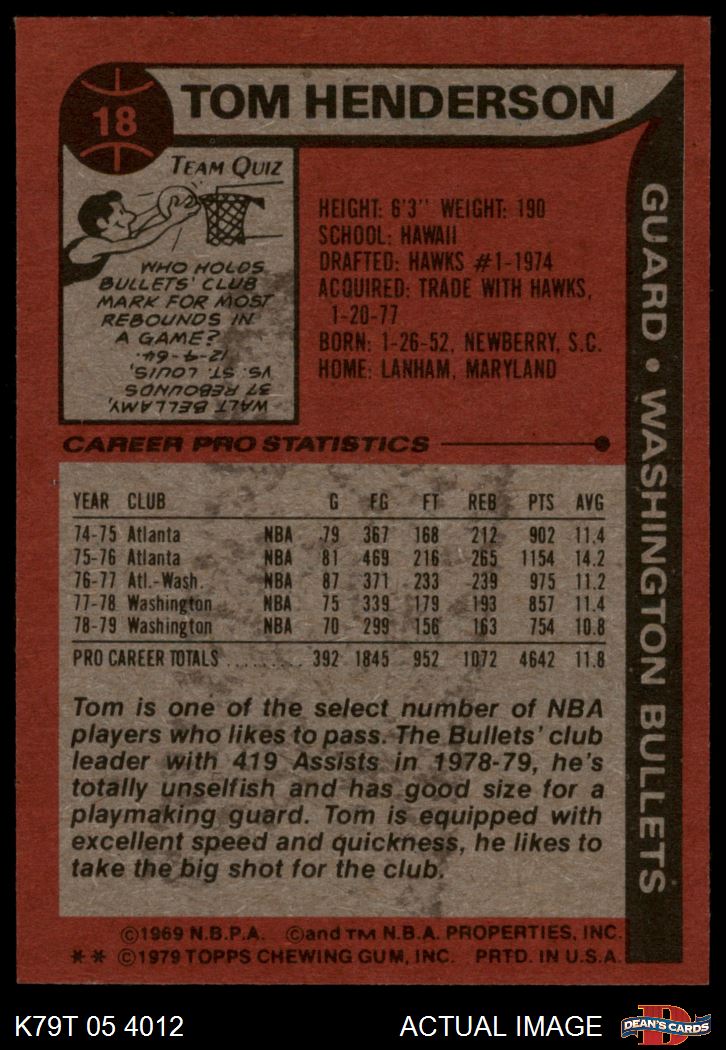 18
TOM HENDERSON
TEAM QUIZ
WHO HOLDS
BULLETS' CLUB
MARK FOR MOST
REBOUNDS IN
A GAME?
WALT BELLAMY,
37 REBOUNDS
VS. ST. LOUIS,
12-4-64.
HEIGHT: 6'3" WEIGHT: 190
SCHOOL: HAWAII
DRAFTED: HAWKS #1-1974
ACQUIRED: TRADE WITH HAWKS,
1-20-77
BORN: 1-26-52, NEWBERRY, S.C.
HOME: LANHAM, MARYLAND
GUARD • WASHINGTON BULLETS
CAREER PRO STATISTICS
YEAR CLUB G FG FT REB PTS AVG
74-75 Atlanta NBA 79 367 168 212 902 11.4
75-76 Atlanta NBA 81 469 216 265 1154 14.2
76-77 Atl.-Wash. NBA 87 371 233 239 975 11.2
77-78 Washington NBA 75 339 179 193 857 11.4
78-79 Washington NBA 70 299 156 163 754 10.8
PRO CAREER TOTALS .......... 392 1845 952 1072 4642 11.8
Tom is one of the select number of NBA
players who likes to pass. The Bullets' club
leader with 419 Assists in 1978-79, he's
totally unselfish and has good size for a
playmaking guard. Tom is equipped with
excellent speed and quickness, he likes to
take the big shot for the club.
©1969 N.B.P.A. ©and TM N.B.A. PROPERTIES, INC.
** ©1979 TOPPS CHEWING GUM, INC. PRTD. IN U.S.A.
K79T 05 4012 ACTUAL IMAGE
D
DEAN'S CARDS